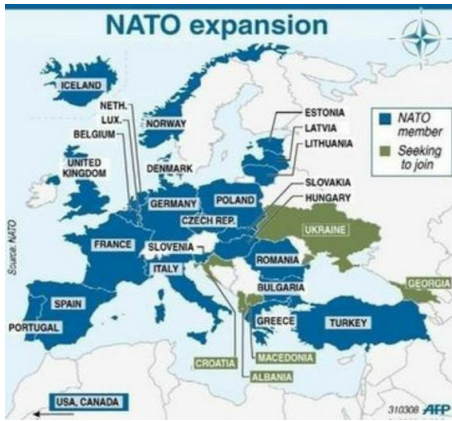 NATO expansion
ICELAND
NETH.
LUX.
BELGIUM
NORWAY
ESTONIA
LATVIA
LITHUANIA
NATO
member
Seeking
to join
UNITED
KINGDOM
DENMARK
GERMANY
POLAND
CZECH REP.
SLOVAKIA
HUNGARY
UKRAINE
FRANCE
SLOVENIA
ITALY
ROMANIA
BULGARIA
GEORGIA
SPAIN
PORTUGAL
GREECE
TURKEY
CROATIA
MACEDONIA
ALBANIA
USA, CANADA
Source: NATO
310308 AFP